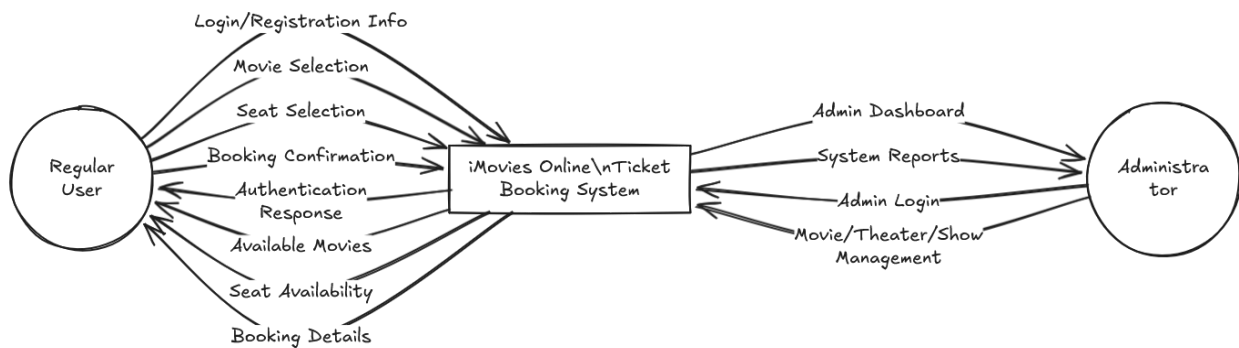 Login/Registration Info
Movie Selection
Seat Selection
Booking Confirmation
Authentication
Response
Available Movies
Seat Availability
Booking Details
Regular
User
iMovies Online\nTicket
Booking System
Admin Dashboard
System Reports
Admin Login
Movie/Theater/Show
Management
Administra
tor